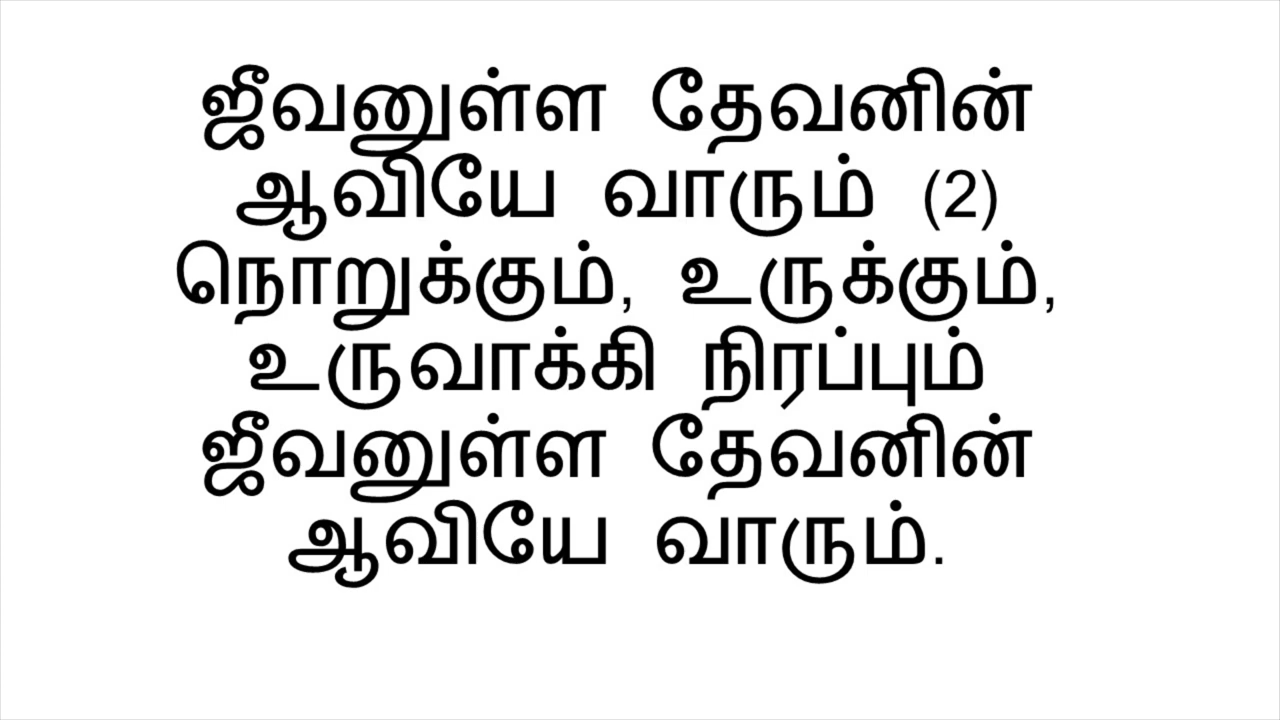 ஜீவனுள்ள தேவனின்
ஆவியே வாரும் (2)
நொறுக்கும், உருக்கும்,
உருவாக்கி நிரப்பும்
ஜீவனுள்ள தேவனின்
ஆவியே வாரும்.